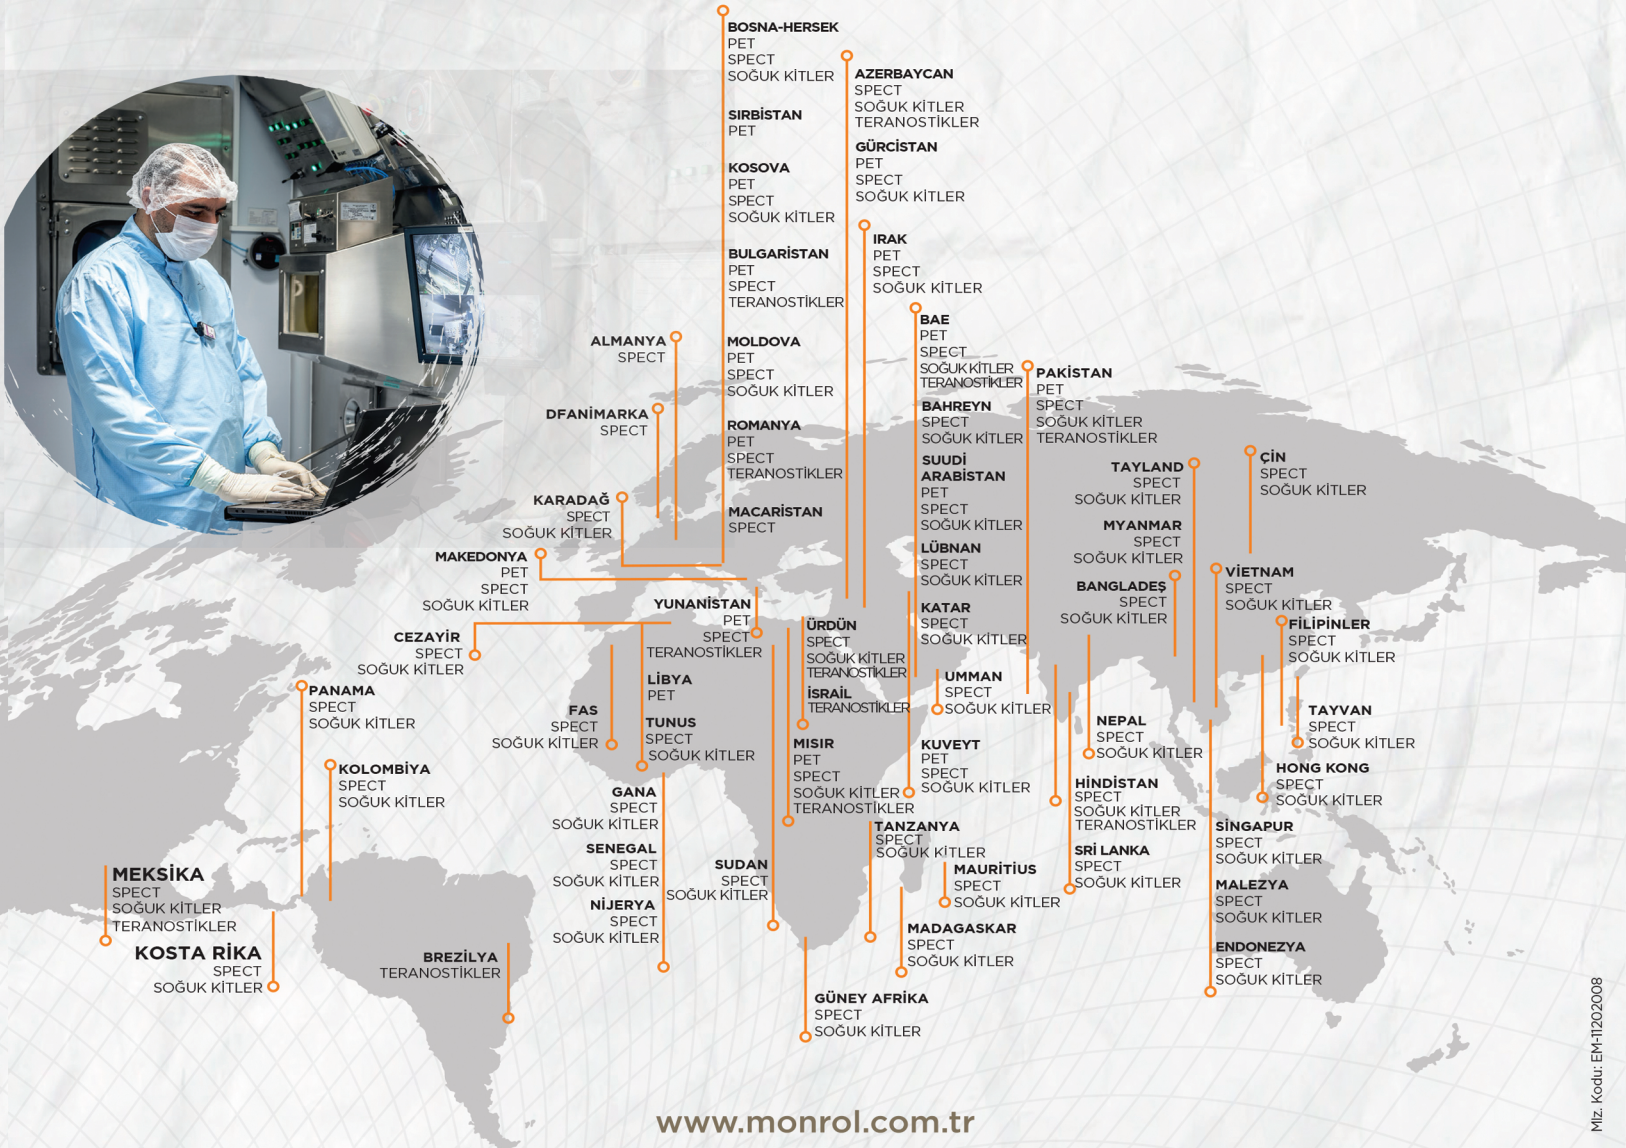 BOSNA-HERSEK
PET
SPECT
SOĞUK KİTLER
SIRBİSTAN
PET
KOSOVA
PET
SPECT
SOĞUK KİTLER
BULGARİSTAN
PET
SPECT
TERANOSTİKLER
MOLDOVA
PET
SPECT
SOĞUK KİTLER
ROMANYA
PET
SPECT
TERANOSTİKLER
MACARİSTAN
SPECT
AZERBAYCAN
SPECT
SOĞUK KİTLER
TERANOSTİKLER
GÜRCİSTAN
PET
SPECT
SOĞUK KİTLER
IRAK
PET
SPECT
SOĞUK KİTLER
BAE
PET
SPECT
SOĞUK KİTLER
TERANOSTİKLER
BAHREYN
SPECT
SOĞUK KİTLER
SUUDİ
ARABİSTAN
PET
SPECT
SOĞUK KİTLER
LÜBNAN
SPECT
SOĞUK KİTLER
KATAR
SPECT
SOĞUK KİTLER
PAKİSTAN
PET
SPECT
SOĞUK KİTLER
TERANOSTİKLER
ALMANYA
SPECT
DFANİMARKA
SPECT
KARADAĞ
SPECT
SOĞUK KİTLER
MAKEDONYA
PET
SPECT
SOĞUK KİTLER
YUNANİSTAN
PET
SPECT
TERANOSTİKLER
CEZAYİR
SPECT
SOĞUK KİTLER
TAYLAND
SPECT
SOĞUK KİTLER
MYANMAR
SPECT
SOĞUK KİTLER
BANGLADEŞ
SPECT
SOĞUK KİTLER
ÇİN
SPECT
SOĞUK KİTLER
VİETNAM
SPECT
SOĞUK KİTLER
FİLİPİNLER
SPECT
SOĞUK KİTLER
ÜRDÜN
SPECT
SOĞUK KİTLER
TERANOSTİKLER
İSRAİL
TERANOSTİKLER
UMMAN
SPECT
SOĞUK KİTLER
LİBYA
PET
TUNUS
SPECT
SOĞUK KİTLER
FAS
SPECT
SOĞUK KİTLER
PANAMA
SPECT
SOĞUK KİTLER
KOLOMBİYA
SPECT
SOĞUK KİTLER
MISIR
PET
SPECT
SOĞUK KİTLER
TERANOSTİKLER
KUVEYT
PET
SPECT
SOĞUK KİTLER
NEPAL
SPECT
SOĞUK KİTLER
TAYVAN
SPECT
SOĞUK KİTLER
HONG KONG
SPECT
SOĞUK KİTLER
HİNDİSTAN
SPECT
SOĞUK KİTLER
TERANOSTİKLER
SRİ LANKA
SPECT
SOĞUK KİTLER
GANA
SPECT
SOĞUK KİTLER
SENEGAL
SPECT
SOĞUK KİTLER
NİJERYA
SPECT
SOĞUK KİTLER
SUDAN
SPECT
SOĞUK KİTLER
TANZANYA
SPECT
SOĞUK KİTLER
MAURİTİUS
SPECT
SOĞUK KİTLER
MADAGASKAR
SPECT
SOĞUK KİTLER
GÜNEY AFRİKA
SPECT
SOĞUK KİTLER
SİNGAPUR
SPECT
SOĞUK KİTLER
MALEZYA
SPECT
SOĞUK KİTLER
ENDONEZYA
SPECT
SOĞUK KİTLER
MEKSİKA
SPECT
SOĞUK KİTLER
TERANOSTİKLER
KOSTA RİKA
SPECT
SOĞUK KİTLER
BREZİLYA
TERANOSTİKLER
www.monrol.com.tr
Mlz. Kodu: EM-11202008